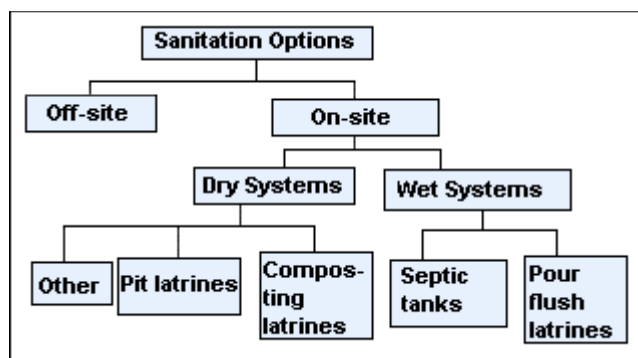 Sanitation Options
Off-site
On-site
Dry Systems
Wet Systems
Other
Pit latrines
Compos-
ting
latrines
Septic
tanks
Pour
flush
latrines